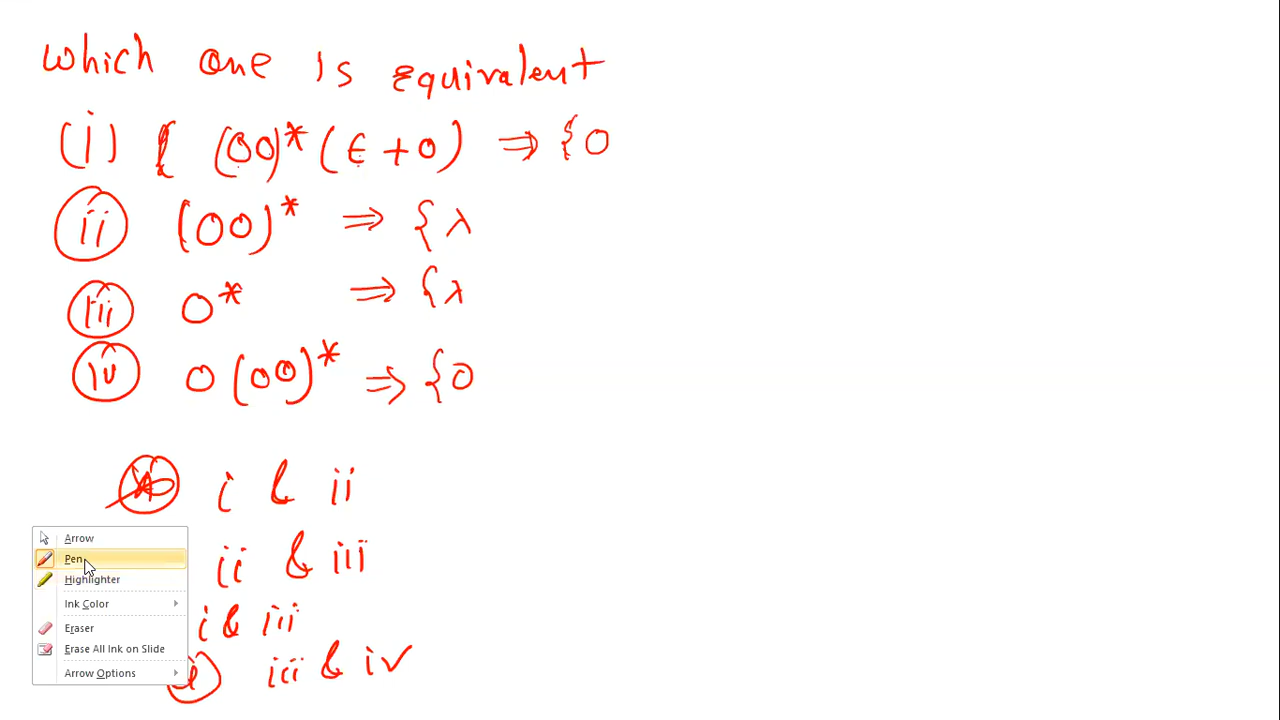 which one is equivalent
(i) (00)* (ε + 0) ⇒ {0
(ii) (00)* ⇒ {λ
(iii) 0* ⇒ {λ
(iv) 0(00)* ⇒ {0
i & ii
ii & iii
i & iii
iii & iv
Arrow
Pen
Highlighter
Ink Color
Eraser
Erase All Ink on Slide
Arrow Options